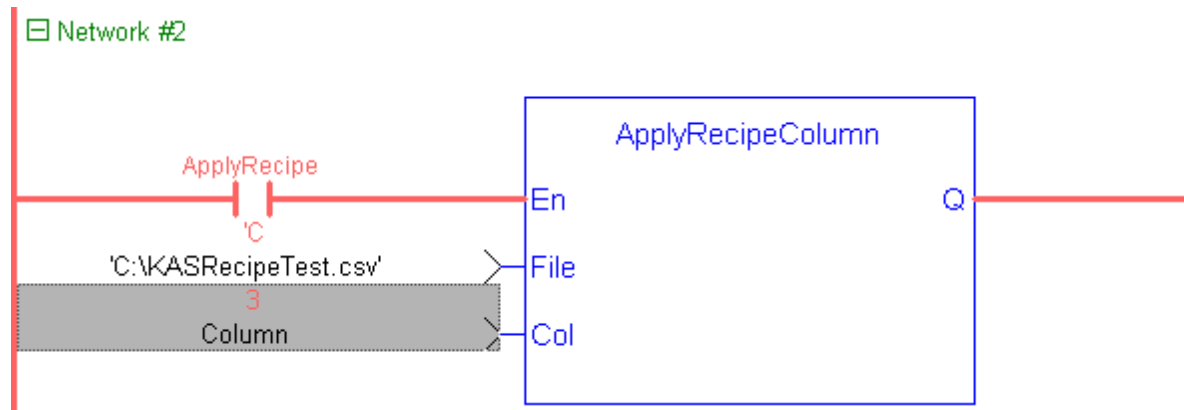 Network #2
ApplyRecipeColumn
ApplyRecipe
En
Q
'C
'C:\KASRecipeTest.csv'
File
3
Column
Col